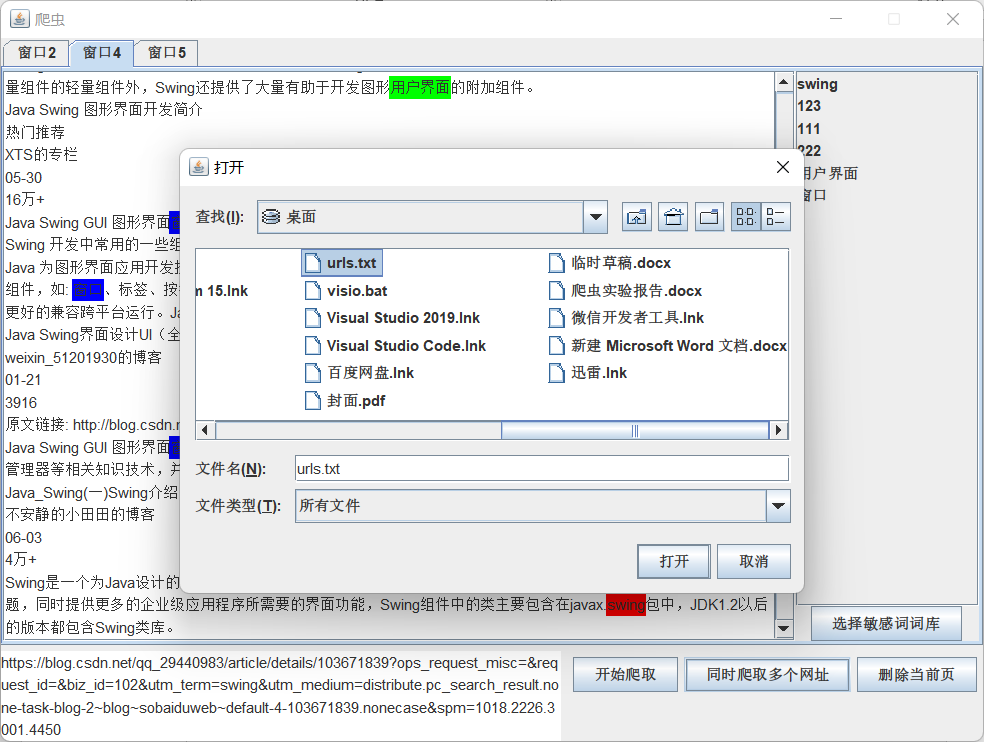 爬虫
窗口2 窗口4 窗口5
量组件的轻量组件外，Swing还提供了大量有助于开发图形用户界面的附加组件。
Java Swing 图形界面开发简介
热门推荐
XTS的专栏
05-30
16万+
Java Swing GUI 图形界面
Swing 开发中常用的一些组
Java 为图形界面应用开发
组件，如: 窗口、标签、按
更好的兼容跨平台运行。Ja
Java Swing界面设计UI（全
weixin_51201930的博客
01-21
3916
原文链接: http://blog.csdn.n
Java Swing GUI 图形界面
管理器等相关知识技术，并
Java_Swing(一)Swing介绍
不安静的小田田的博客
06-03
4万+
Swing是一个为Java设计的
题，同时提供更多的企业级应用程序所需要的界面功能，Swing组件中的类主要包含在javax.swing包中，JDK1.2以后
的版本都包含Swing类库。
swing
123
111
222
用户界面
窗口
打开
查找(I): 桌面
m 15.lnk
urls.txt
visio.bat
Visual Studio 2019.lnk
Visual Studio Code.lnk
百度网盘.lnk
封面.pdf
临时草稿.docx
爬虫实验报告.docx
微信开发者工具.lnk
新建 Microsoft Word 文档.docx
迅雷.lnk
文件名(N): urls.txt
文件类型(T): 所有文件
打开 取消
选择敏感词词库
https://blog.csdn.net/qq_29440983/article/details/103671839?ops_request_misc=&req
uest_id=&biz_id=102&utm_term=swing&utm_medium=distribute.pc_search_result.no
ne-task-blog-2~blog~sobaiduweb~default-4-103671839.nonecase&spm=1018.2226.3
001.4450
开始爬取 同时爬取多个网址 删除当前页